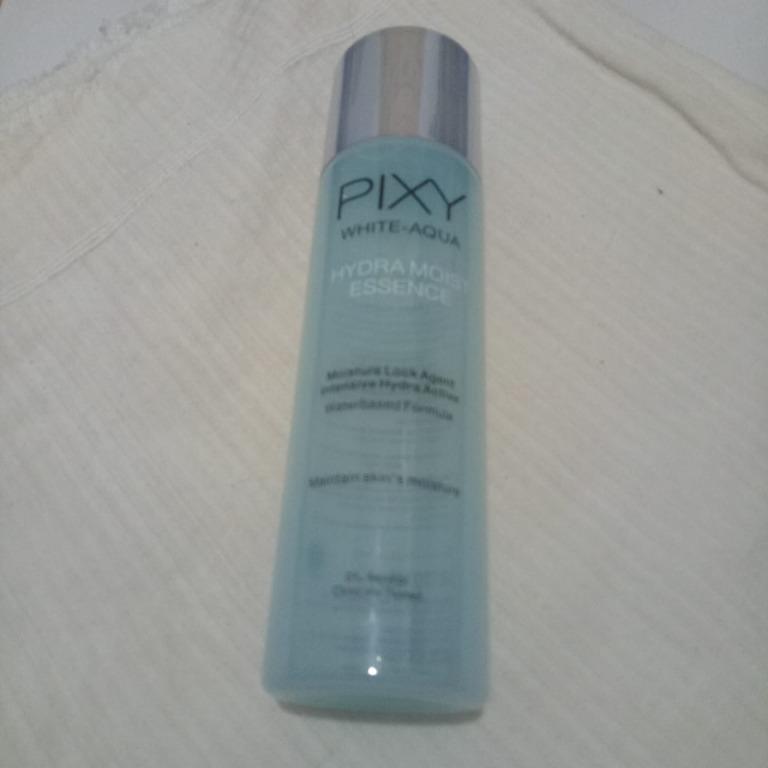 PIXY
WHITE-AQUA
HYDRA MOIST
ESSENCE
Moisture Lock Agent
Intensive Hydra Active
Waterbased Formula
Maintain skin's moisture